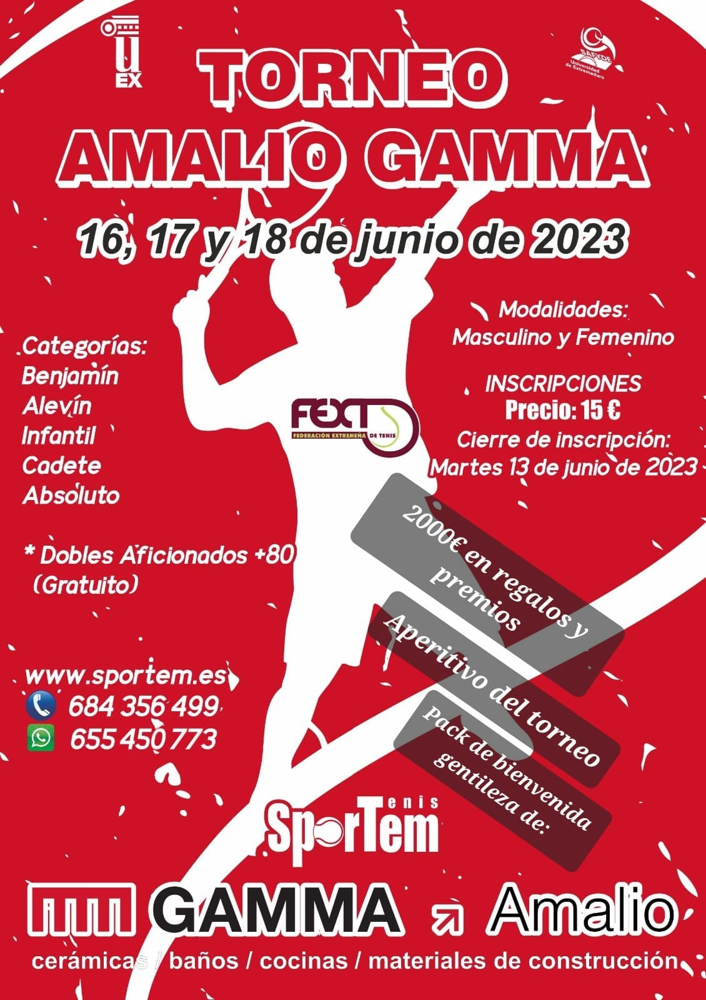 UEX
SAFYDE
Universidad
de Extremadura
TORNEO
AMALIO GAMMA
16, 17 y 18 de junio de 2023
Categorías:
Benjamín
Alevín
Infantil
Cadete
Absoluto
* Dobles Aficionados +80
(Gratuito)
Modalidades:
Masculino y Femenino
INSCRIPCIONES
Precio: 15 €
Cierre de inscripción:
Martes 13 de junio de 2023
FEXT
FEDERACIÓN EXTREMEÑA DE TENIS
2000€ en regalos y
premios
Aperitivo del torneo
Pack de bienvenida
gentileza de:
www.sportem.es
684 356 499
655 450 773
Tenis
SporTem
GAMMA Amalio
cerámicas / baños / cocinas / materiales de construcción